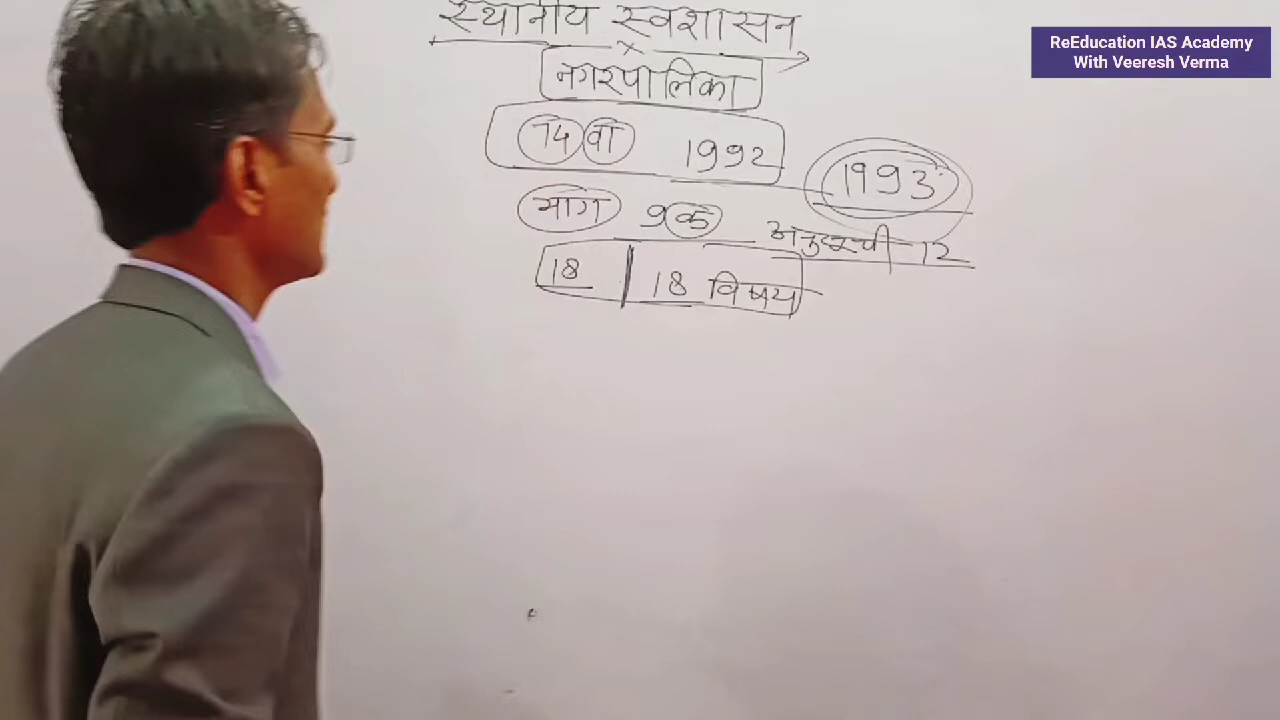 स्थानीय स्वशासन
ReEducation IAS Academy
With Veeresh Verma
नगरपालिका
74 वा 1992 1993
भाग 9क अनुसूची-12
18 18 विषय